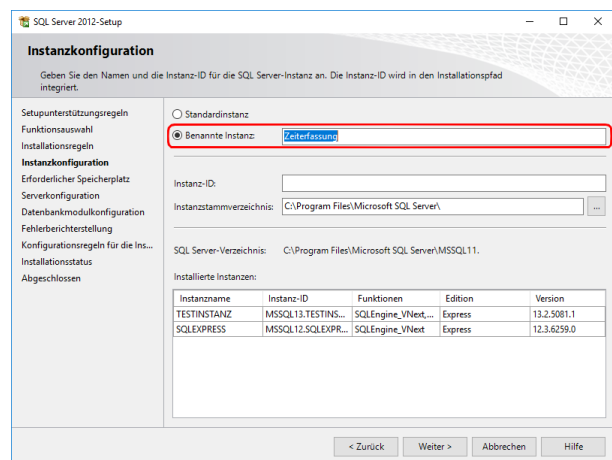 SQL Server 2012-Setup
Instanzkonfiguration
Geben Sie den Namen und die Instanz-ID für die SQL Server-Instanz an. Die Instanz-ID wird in den Installationspfad
integriert.
Setupunterstützungsregeln
Funktionsauswahl
Installationsregeln
Instanzkonfiguration
Erforderlicher Speicherplatz
Serverkonfiguration
Datenbankmodulkonfiguration
Fehlerberichterstellung
Konfigurationsregeln für die Ins...
Installationsstatus
Abgeschlossen
Standardinstanz
Benannte Instanz: Zeiterfassung
Instanz-ID:
Instanzstammverzeichnis: C:\Program Files\Microsoft SQL Server\ ...
SQL Server-Verzeichnis: C:\Program Files\Microsoft SQL Server\MSSQL11.
Installierte Instanzen:
Instanzname Instanz-ID Funktionen Edition Version
TESTINSTANZ MSSQL13.TESTINS... SQLEngine_VNext,... Express 13.2.5081.1
SQLEXPRESS MSSQL12.SQLEXPR... SQLEngine_VNext Express 12.3.6259.0
< Zurück Weiter > Abbrechen Hilfe